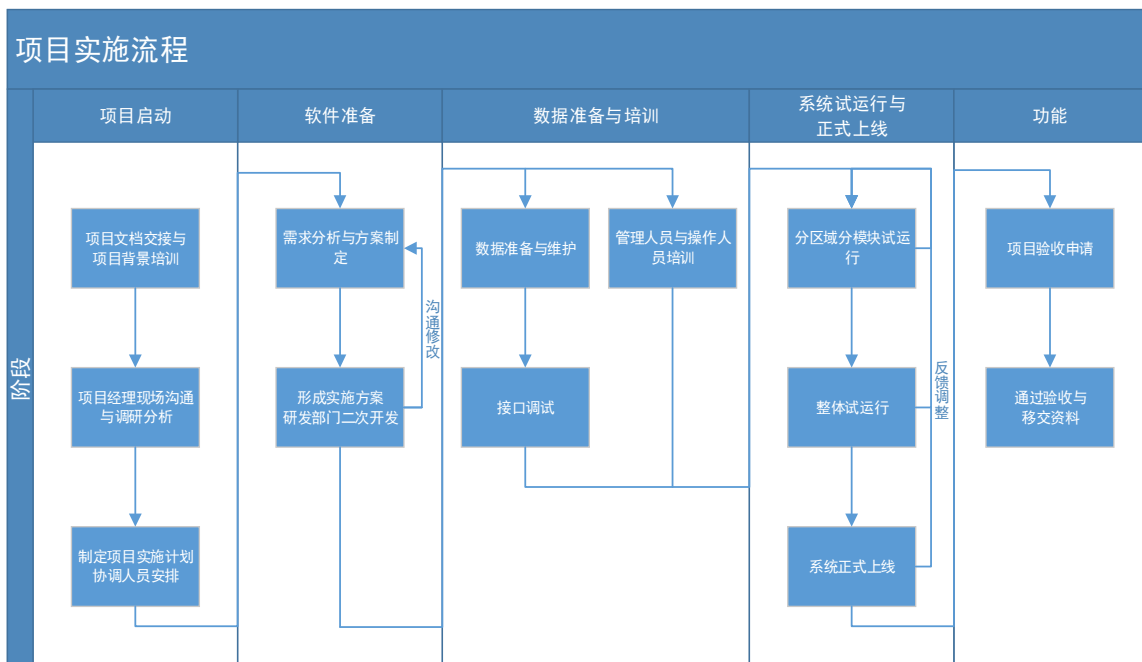 项目实施流程
阶段
项目启动
软件准备
数据准备与培训
系统试运行与
正式上线
功能
项目文档交接与
项目背景培训
项目经理现场沟通
与调研分析
制定项目实施计划
协调人员安排
需求分析与方案制
定
形成实施方案
研发部门二次开发
沟通修改
数据准备与维护
接口调试
管理人员与操作人
员培训
分区域分模块试运
行
整体试运行
系统正式上线
反馈调整
项目验收申请
通过验收与
移交资料